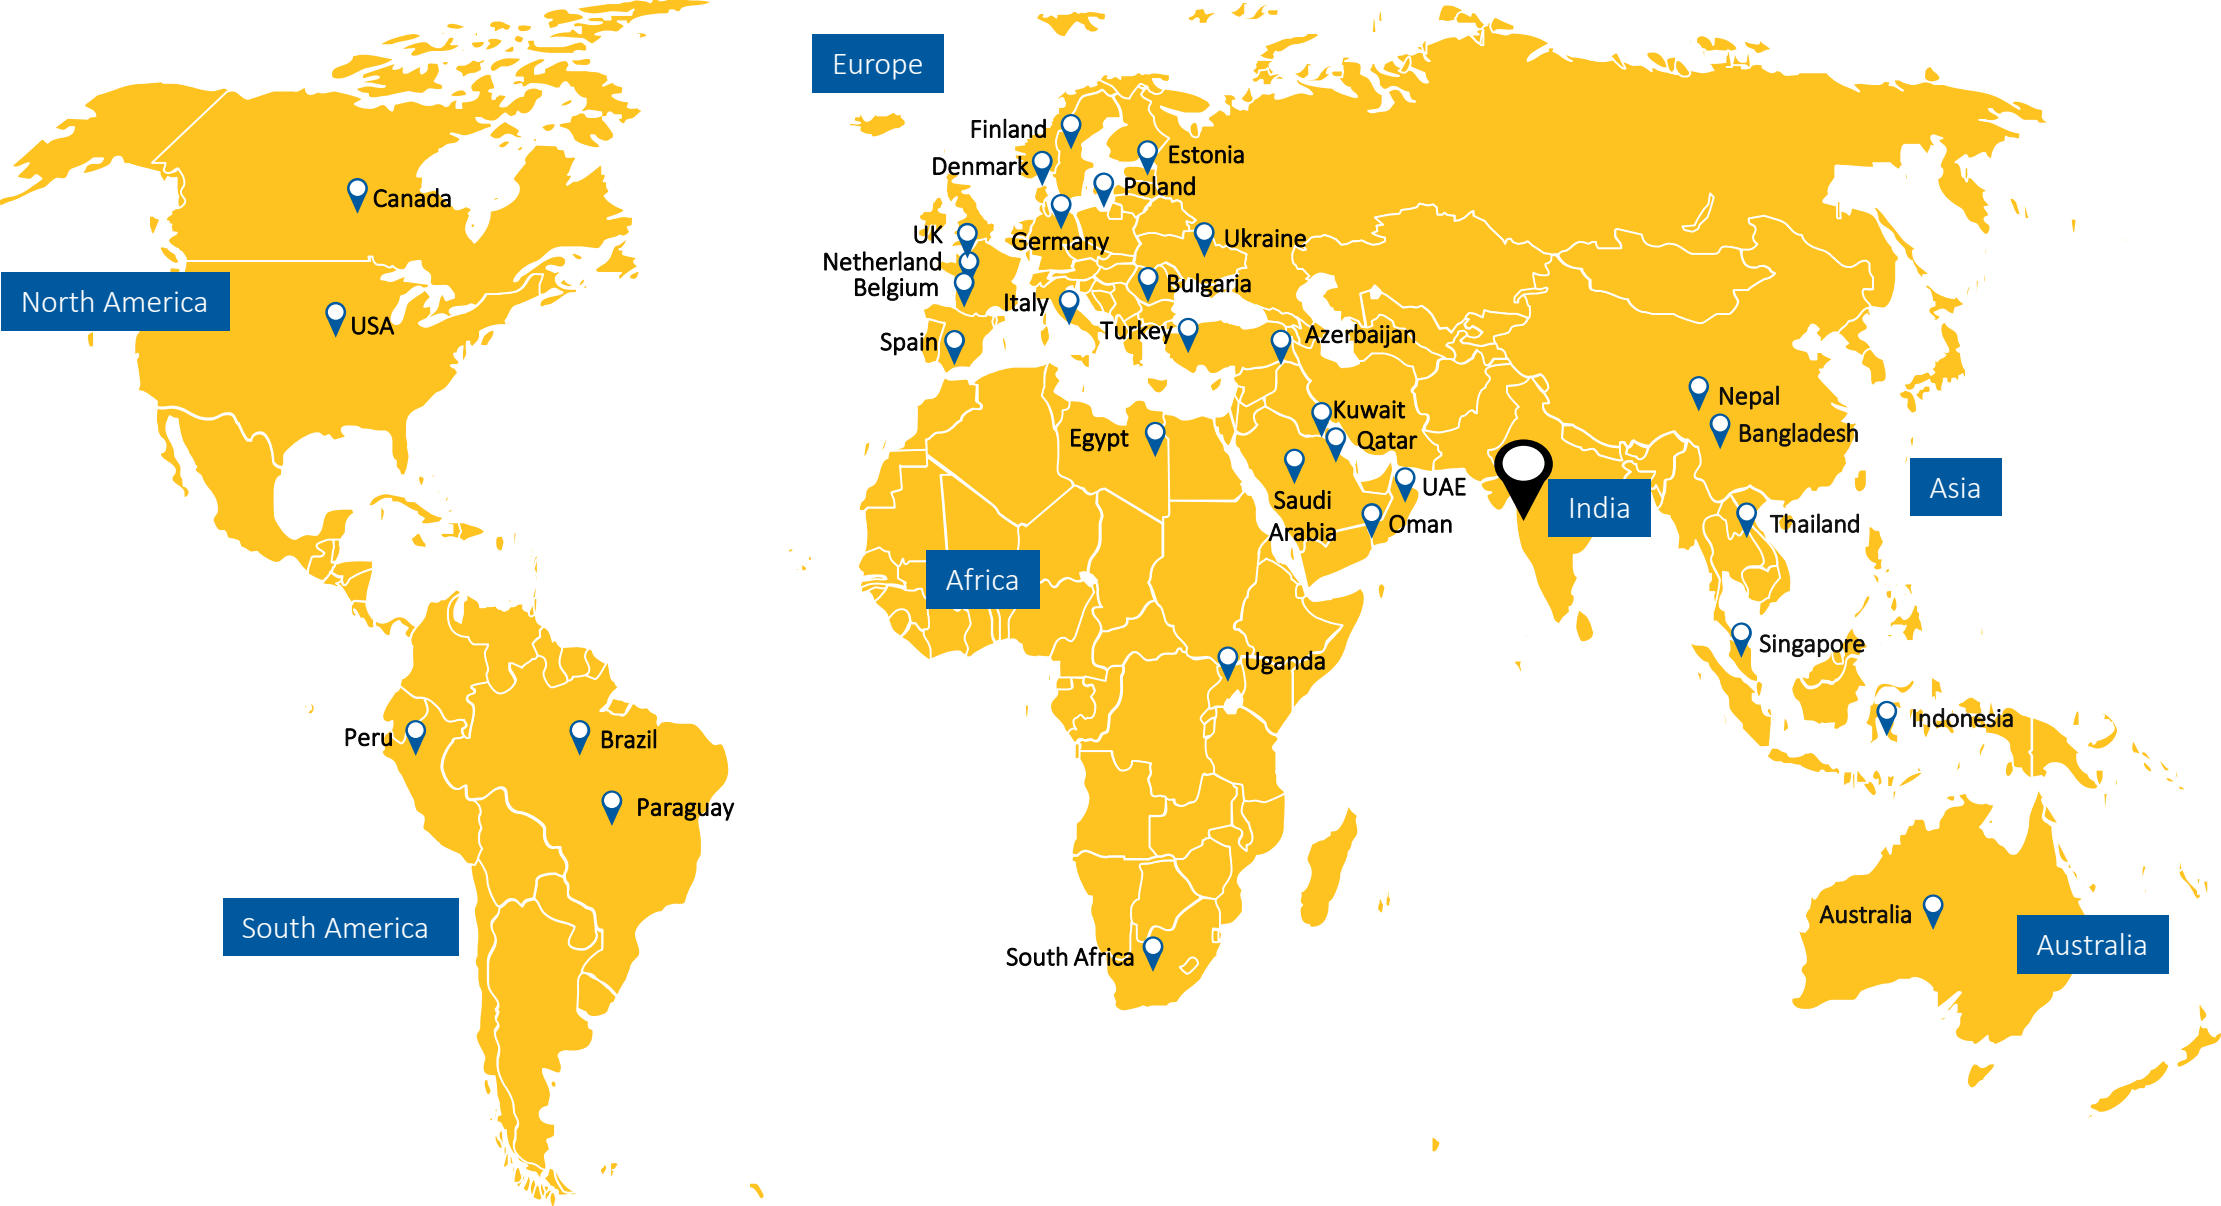 Europe
Finland
Denmark
Estonia
Poland
Canada
UK
Germany
Ukraine
Netherland
Belgium
Bulgaria
North America
Italy
USA
Spain
Turkey
Azerbaijan
Nepal
Kuwait
Bangladesh
Egypt
Qatar
UAE
Asia
Saudi
Arabia
India
Oman
Thailand
Africa
Singapore
Uganda
Indonesia
Peru
Brazil
Paraguay
Australia
South America
Australia
South Africa